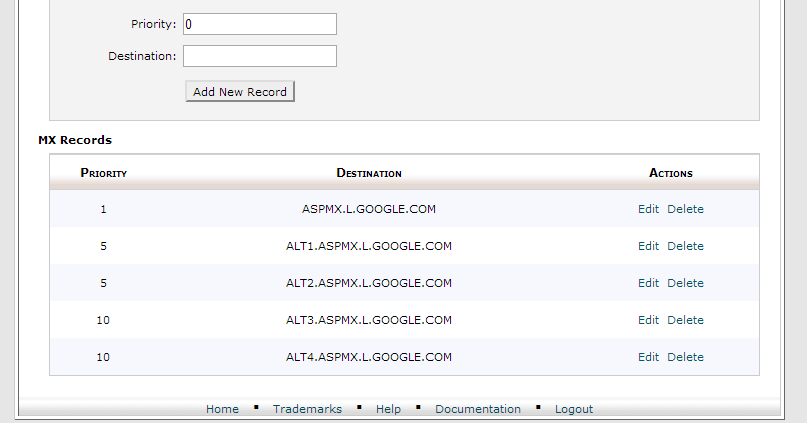 Priority: 0
Destination:
Add New Record
MX Records
Priority Destination Actions
1 ASPMX.L.GOOGLE.COM Edit Delete
5 ALT1.ASPMX.L.GOOGLE.COM Edit Delete
5 ALT2.ASPMX.L.GOOGLE.COM Edit Delete
10 ALT3.ASPMX.L.GOOGLE.COM Edit Delete
10 ALT4.ASPMX.L.GOOGLE.COM Edit Delete
Home ▪ Trademarks ▪ Help ▪ Documentation ▪ Logout